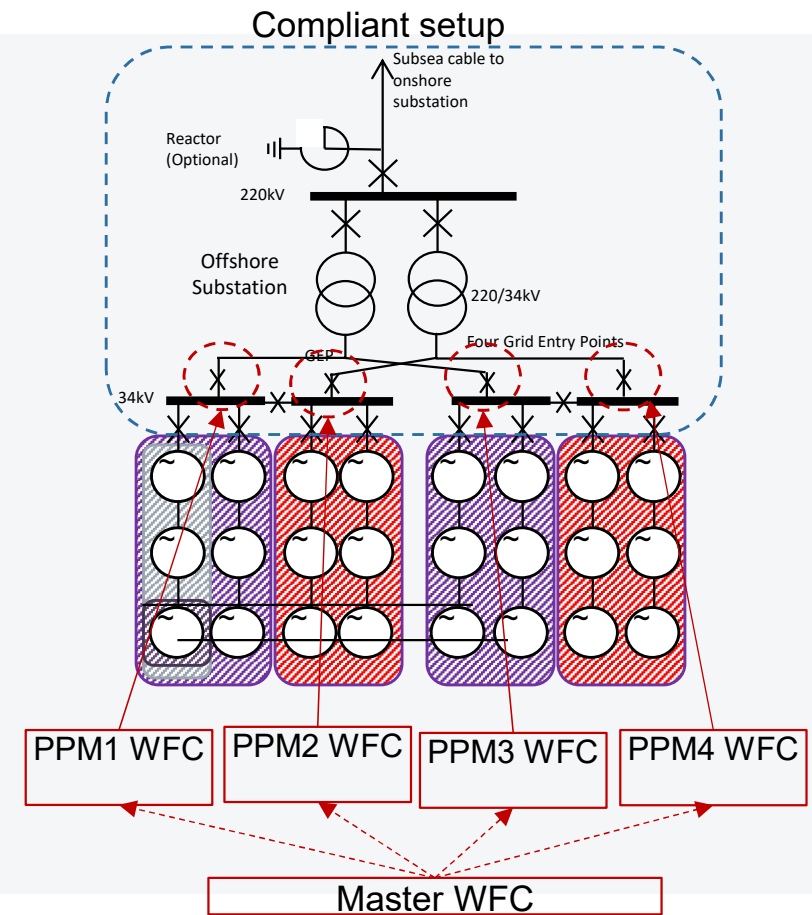 Compliant setup
Subsea cable to
onshore
substation
Reactor
(Optional)
220kV
Offshore
Substation
220/34kV
Four Grid Entry Points
GEP
34kV
~ ~ ~ ~ ~ ~ ~ ~
~ ~ ~ ~ ~ ~ ~ ~
~ ~ ~ ~ ~ ~ ~ ~
PPM1 WFC
PPM2 WFC
PPM3 WFC
PPM4 WFC
Master WFC